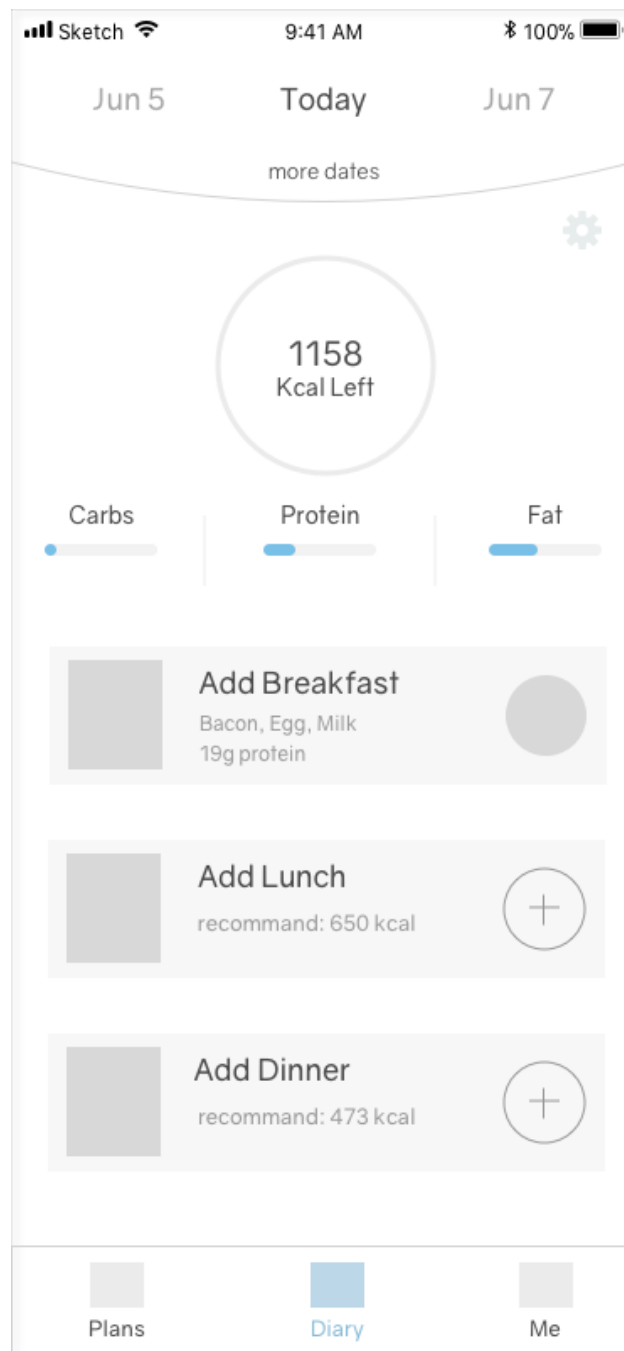 Sketch 9:41 AM 100%
Jun 5 Today Jun 7
more dates
1158
Kcal Left
Carbs Protein Fat
Add Breakfast
Bacon, Egg, Milk
19g protein
Add Lunch
recommand: 650 kcal
Add Dinner
recommand: 473 kcal
Plans Diary Me